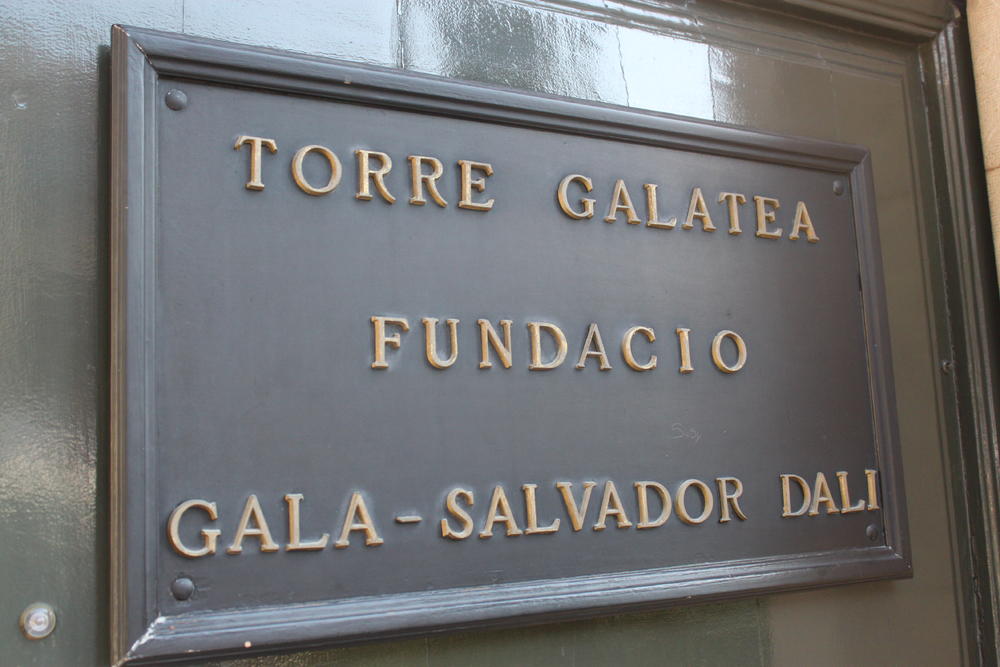 TORRE GALATEA
FUNDACIO
GALA-SALVADOR DALI